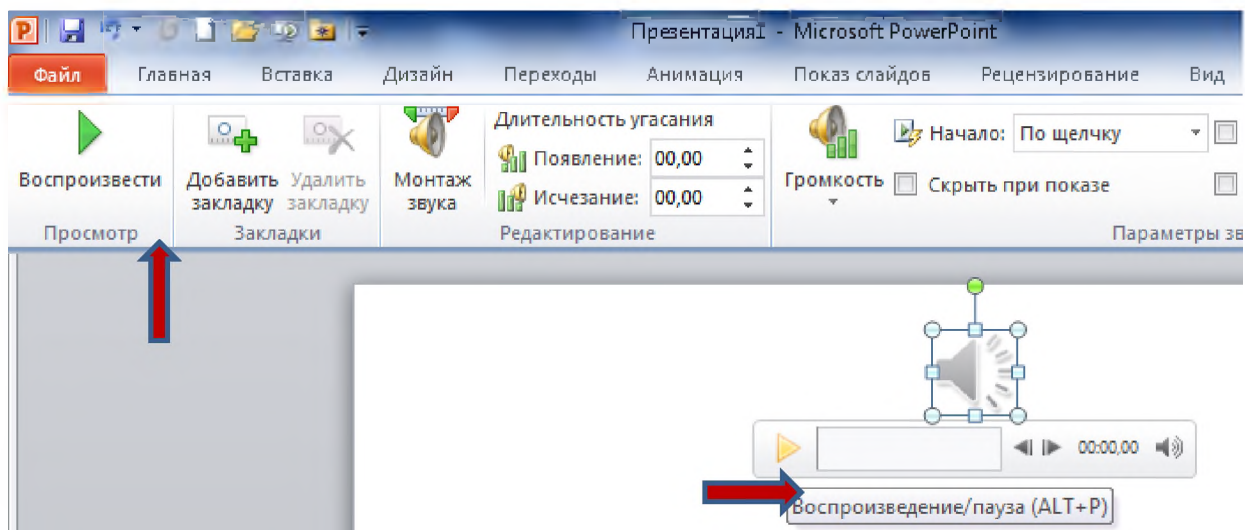 Презентация1 - Microsoft PowerPoint
Файл Главная Вставка Дизайн Переходы Анимация Показ слайдов Рецензирование Вид
Воспроизвести
Добавить закладку
Удалить закладку
Монтаж звука
Длительность угасания
Появление: 00,00
Исчезание: 00,00
Громкость
Начало: По щелчку
Скрыть при показе
Просмотр Закладки Редактирование Параметры зв
00:00,00
Воспроизведение/пауза (ALT+P)